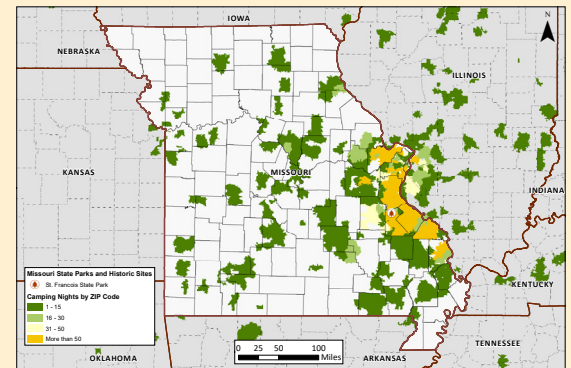 IOWA
N
NEBRASKA
ILLINOIS
KANSAS
MISSOURI
INDIANA
Missouri State Parks and Historic Sites
St. Francois State Park
Camping Nights by ZIP Code
1 - 15
16 - 30
31 - 50
More than 50
KENTUCKY
OKLAHOMA
0 25 50 100
Miles
ARKANSAS
TENNESSEE